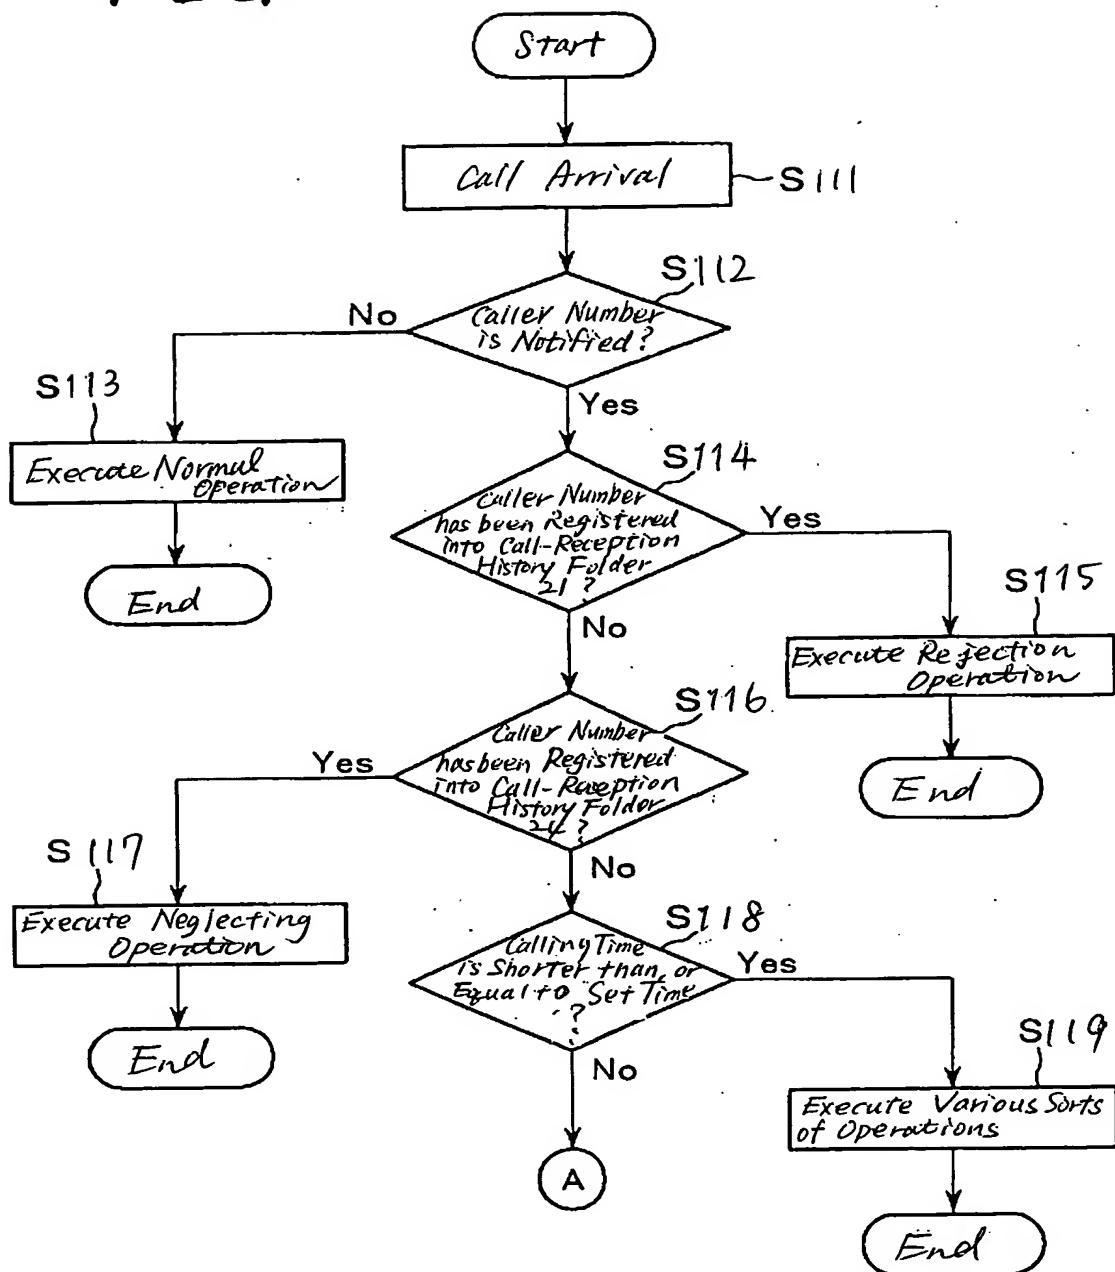 Start
Call Arrival
S111
S112
Caller Number
is Notified?
No
Yes
S113
Execute Normul
Operation
End
S114
Caller Number
has been Registered
into Call-Reception
History Folder
21 ?
Yes
No
S115
Execute Rejection
Operation
End
S116
Caller Number
has been Registered
into Call-Reception
History Folder
24 ?
Yes
No
S117
Execute Neglecting
Operation
End
S118
Calling Time
is Shorter than, or
Equal to Set Time
?
Yes
No
S119
Execute Various Sorts
of Operations
End
A